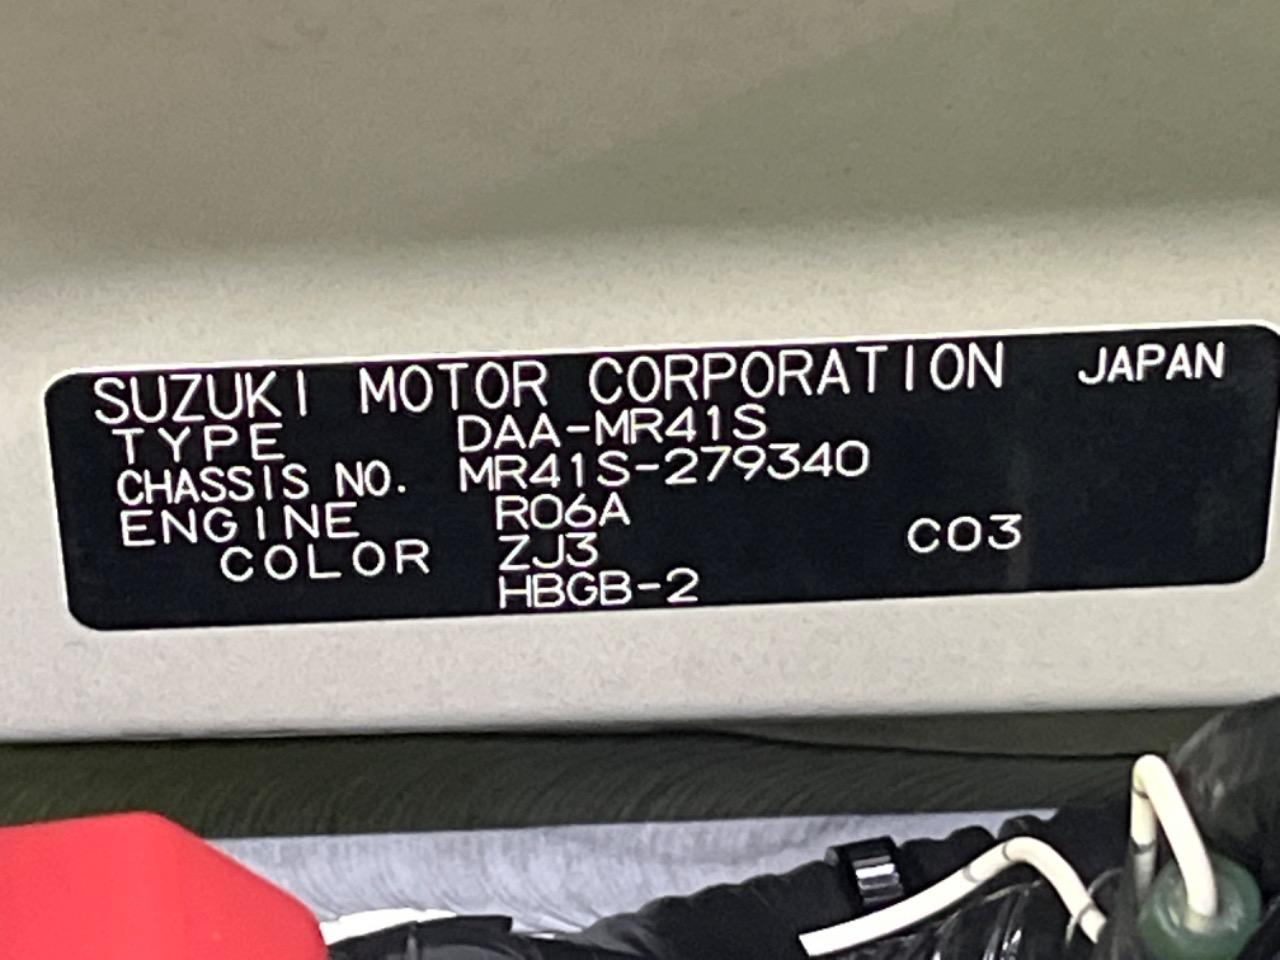 SUZUKI MOTOR CORPORATION JAPAN
TYPE DAA-MR41S
CHASSIS NO. MR41S-279340
ENGINE R06A
COLOR ZJ3 C03
HBGB-2